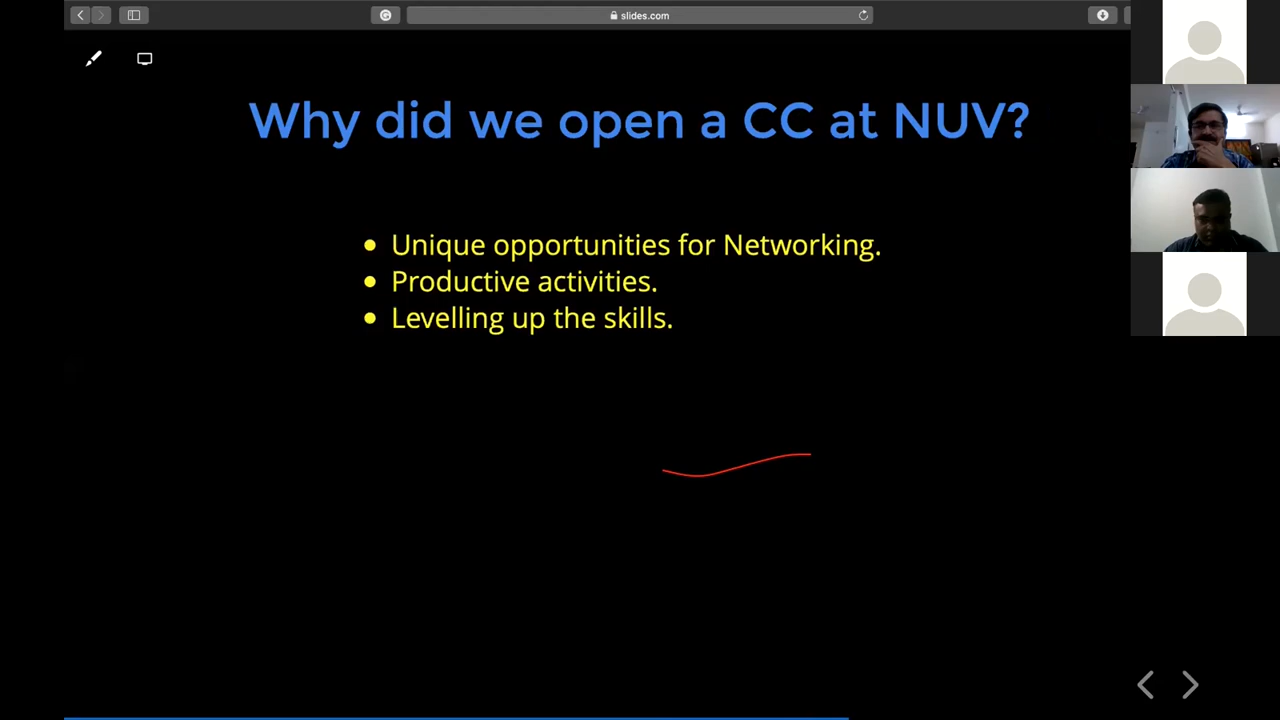 slides.com
Why did we open a CC at NUV?
Unique opportunities for Networking.
Productive activities.
Levelling up the skills.